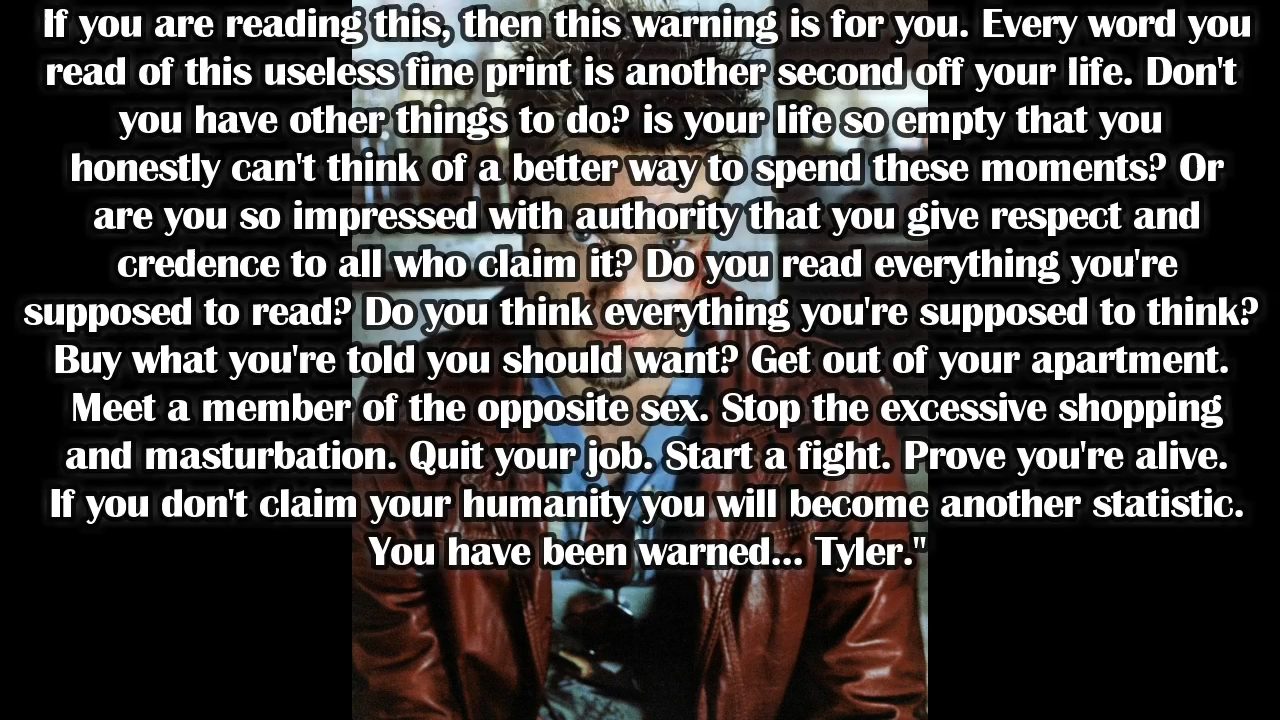 If you are reading this, then this warning is for you. Every word you
read of this useless fine print is another second off your life. Don't
you have other things to do? is your life so empty that you
honestly can't think of a better way to spend these moments? Or
are you so impressed with authority that you give respect and
credence to all who claim it? Do you read everything you're
supposed to read? Do you think everything you're supposed to think?
Buy what you're told you should want? Get out of your apartment.
Meet a member of the opposite sex. Stop the excessive shopping
and masturbation. Quit your job. Start a fight. Prove you're alive.
If you don't claim your humanity you will become another statistic.
You have been warned... Tyler."